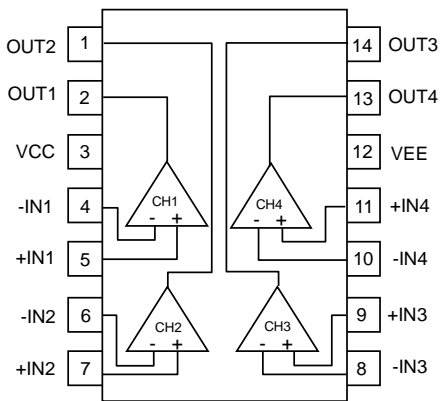 OUT2 1 14 OUT3
OUT1 2 13 OUT4
VCC 3 12 VEE
-IN1 4 CH1 CH4 11 +IN4
- + - +
+IN1 5 10 -IN4
-IN2 6 CH2 CH3 9 +IN3
- + - +
+IN2 7 8 -IN3